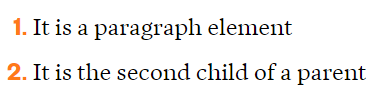 1. It is a paragraph element
2. It is the second child of a parent